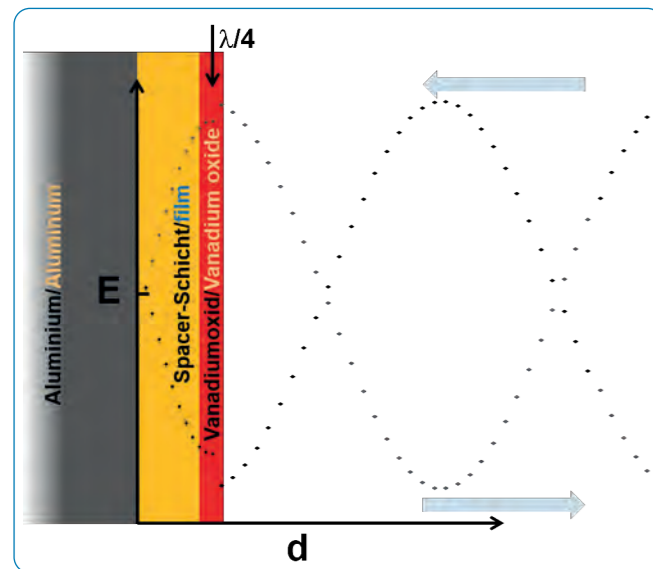 λ/4
E
Aluminium/Aluminum
Spacer-Schicht/film
Vanadiumoxid/Vanadium oxide
d